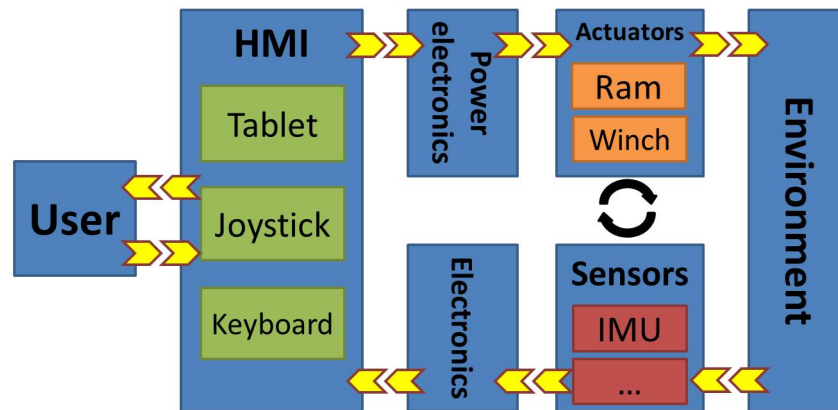 HMI
Tablet
Joystick
Keyboard
User
Power
electronics
Actuators
Ram
Winch
Environment
Electronics
Sensors
IMU
...